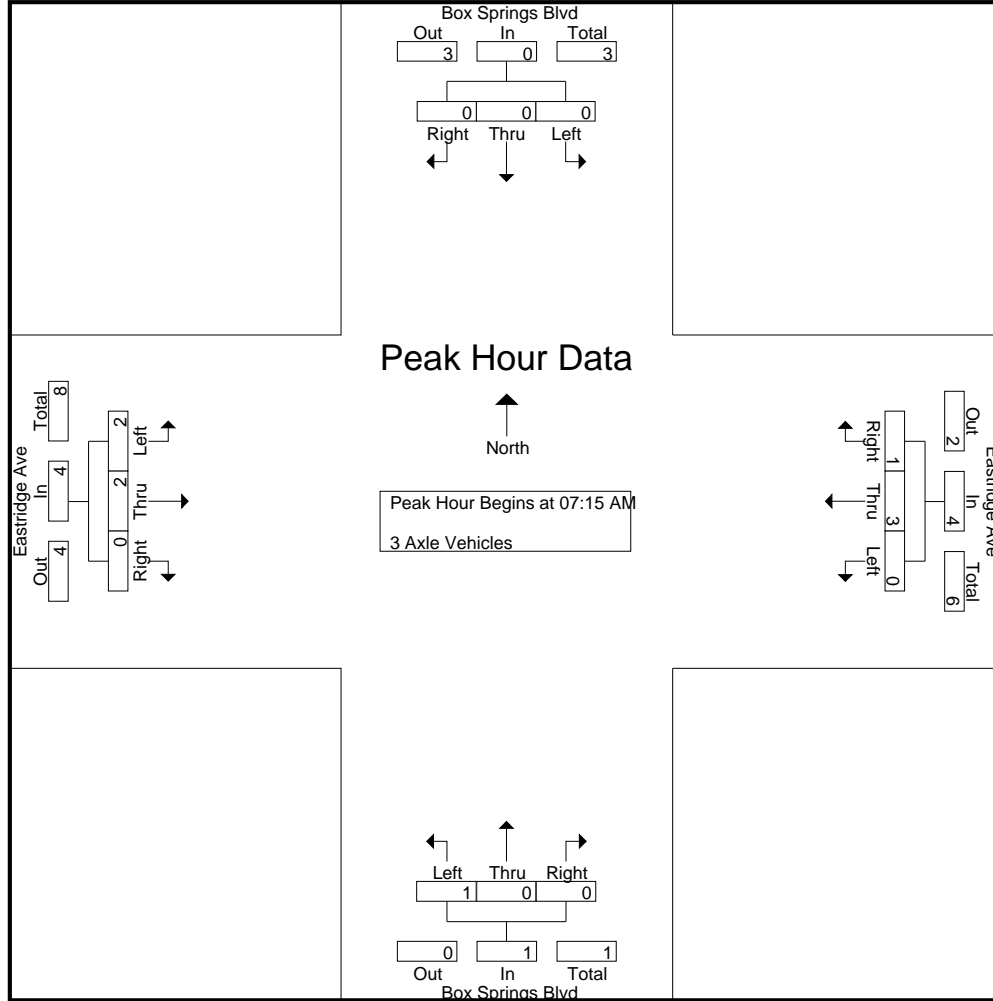 Box Springs Blvd
Out In Total
3 0 3
0 0 0
Right Thru Left
Peak Hour Data
North
Peak Hour Begins at 07:15 AM
3 Axle Vehicles
Eastridge Ave
Total In Out
8 4 4
2 2 0
Left Thru Right
Eastridge Ave
Out In Total
2 4 6
1 3 0
Right Thru Left
Left Thru Right
1 0 0
0 1 1
Out In Total
Box Springs Blvd